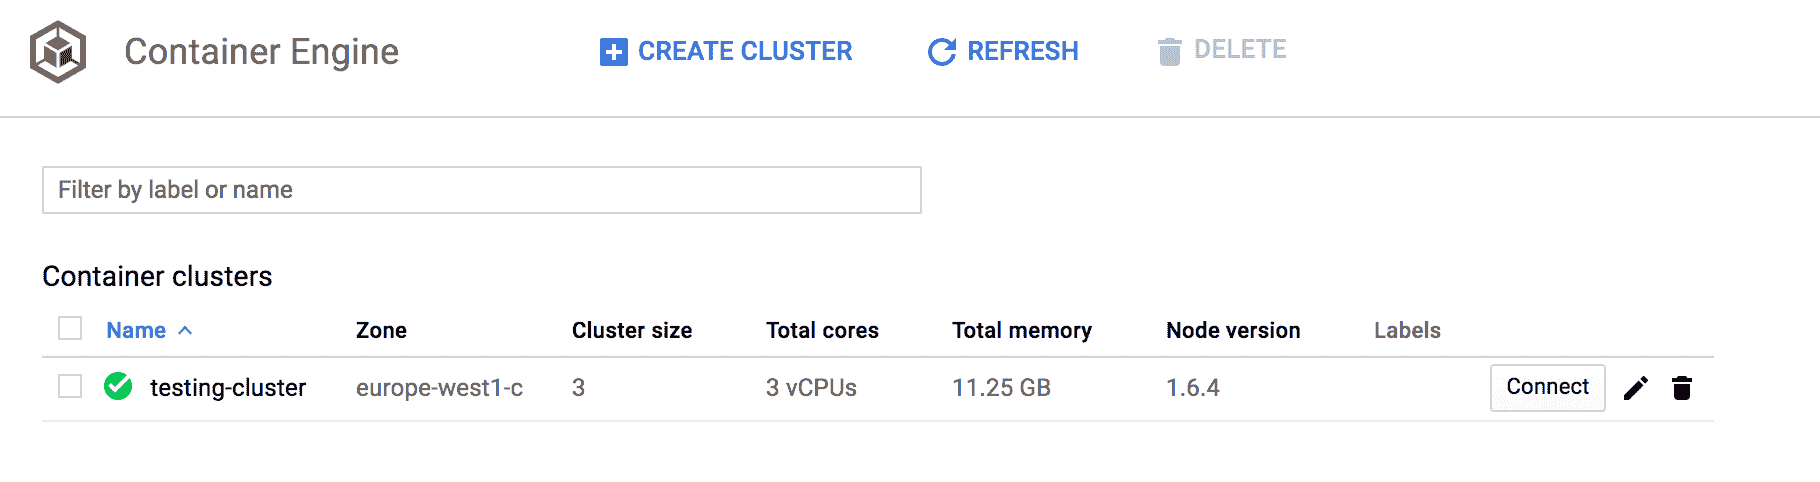 Container Engine CREATE CLUSTER REFRESH DELETE
Filter by label or name
Container clusters
Name Zone Cluster size Total cores Total memory Node version Labels
testing-cluster europe-west1-c 3 3 vCPUs 11.25 GB 1.6.4 Connect